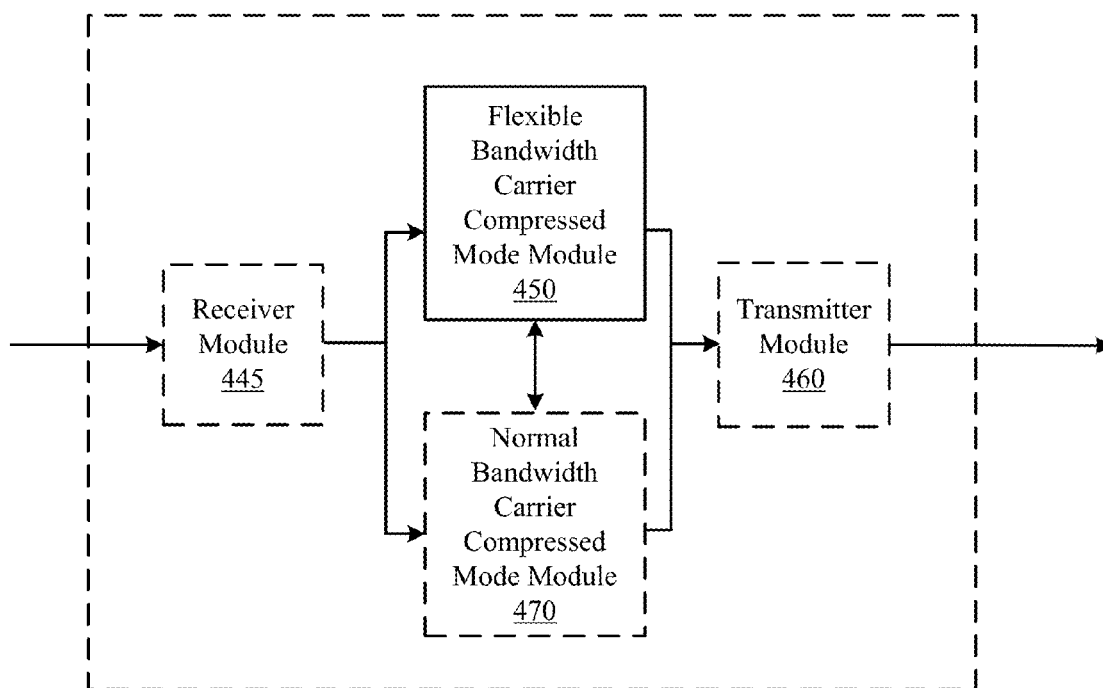 Flexible
Bandwidth
Carrier
Compressed
Mode Module
450
Receiver
Module
445
Transmitter
Module
460
Normal
Bandwidth
Carrier
Compressed
Mode Module
470